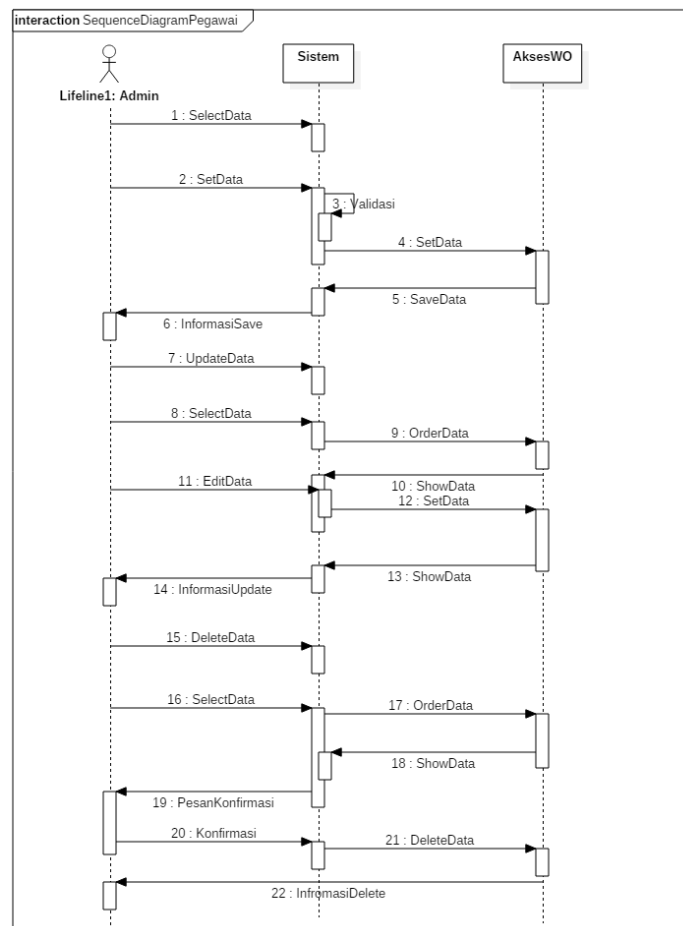 interaction SequenceDiagramPegawai
Sistem
AksesWO
Lifeline1: Admin
1 : SelectData
2 : SetData
3 : Validasi
4 : SetData
5 : SaveData
6 : InformasiSave
7 : UpdateData
8 : SelectData
9 : OrderData
10 : ShowData
11 : EditData
12 : SetData
13 : ShowData
14 : InformasiUpdate
15 : DeleteData
16 : SelectData
17 : OrderData
18 : ShowData
19 : PesanKonfirmasi
20 : Konfirmasi
21 : DeleteData
22 : InfromasiDelete